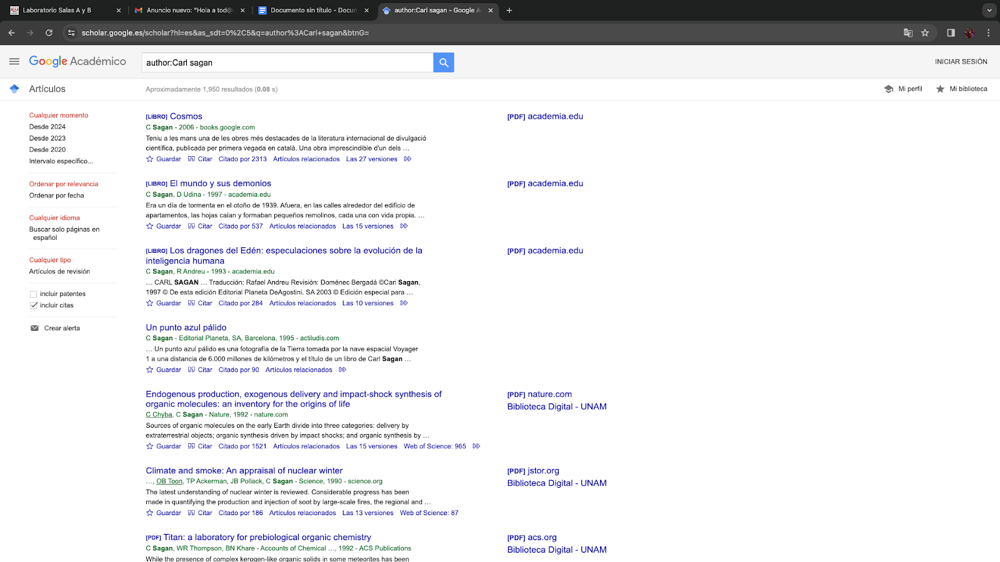 Laboratorio Salas A y B
Anuncio nuevo: "Hola a tod@
Documento sin título - Docum
author:Carl sagan - Google A
scholar.google.es/scholar?hl=es&as_sdt=0%2C5&q=author%3ACarl+sagan&btnG=
Google Académico
author:Carl sagan
INICIAR SESIÓN
Artículos
Aproximadamente 1,950 resultados (0.08 s)
Mi perfil
Mi biblioteca
Cualquier momento
Desde 2024
Desde 2023
Desde 2020
Intervalo específico...
Ordenar por relevancia
Ordenar por fecha
Cualquier idioma
Buscar solo páginas en
español
Cualquier tipo
Artículos de revisión
incluir patentes
incluir citas
Crear alerta
[LIBRO] Cosmos
C Sagan - 2006 - books.google.com
Teniu a les mans una de les obres més destacades de la literatura internacional de divulgació
científica, publicada per primera vegada en català. Una obra imprescindible d'un dels …
Guardar Citar Citado por 2313 Artículos relacionados Las 27 versiones
[PDF] academia.edu
[LIBRO] El mundo y sus demonios
C Sagan, D Udina - 1997 - academia.edu
Era un día de tormenta en el otoño de 1939. Afuera, en las calles alrededor del edificio de
apartamentos, las hojas caían y formaban pequeños remolinos, cada una con vida propia. …
Guardar Citar Citado por 537 Artículos relacionados Las 15 versiones
[PDF] academia.edu
[LIBRO] Los dragones del Edén: especulaciones sobre la evolución de la
inteligencia humana
C Sagan, R Andreu - 1993 - academia.edu
… CARL SAGAN … Traducción: Rafael Andreu Revisión: Doménec Bergadá ©Cari Sagan,
1997 © De esta edición Editorial Planeta DeAgostini. SA 2003 © Edición especial para …
Guardar Citar Citado por 284 Artículos relacionados Las 10 versiones
[PDF] academia.edu
Un punto azul pálido
C Sagan - Editorial Planeta, SA, Barcelona, 1995 - actiludis.com
… Un punto azul pálido es una fotografía de la Tierra tomada por la nave espacial Voyager
1 a una distancia de 6.000 millones de kilómetros y el título de un libro de Carl Sagan …
Guardar Citar Citado por 90 Artículos relacionados
Endogenous production, exogenous delivery and impact-shock synthesis of
organic molecules: an inventory for the origins of life
C Chyba, C Sagan - Nature, 1992 - nature.com
Sources of organic molecules on the early Earth divide into three categories: delivery by
extraterrestrial objects; organic synthesis driven by impact shocks; and organic synthesis by …
Guardar Citar Citado por 1521 Artículos relacionados Las 15 versiones Web of Science: 965
[PDF] nature.com
Biblioteca Digital - UNAM
Climate and smoke: An appraisal of nuclear winter
…, OB Toon, TP Ackerman, JB Pollack, C Sagan - Science, 1990 - science.org
The latest understanding of nuclear winter is reviewed. Considerable progress has been
made in quantifying the production and injection of soot by large-scale fires, the regional and …
Guardar Citar Citado por 186 Artículos relacionados Las 13 versiones Web of Science: 87
[PDF] jstor.org
Biblioteca Digital - UNAM
[PDF] Titan: a laboratory for prebiological organic chemistry
C Sagan, WR Thompson, BN Khare - Accounts of Chemical …, 1992 - ACS Publications
While the presence of complex kerogen-like organic solids in some meteorites has been
[PDF] acs.org
Biblioteca Digital - UNAM